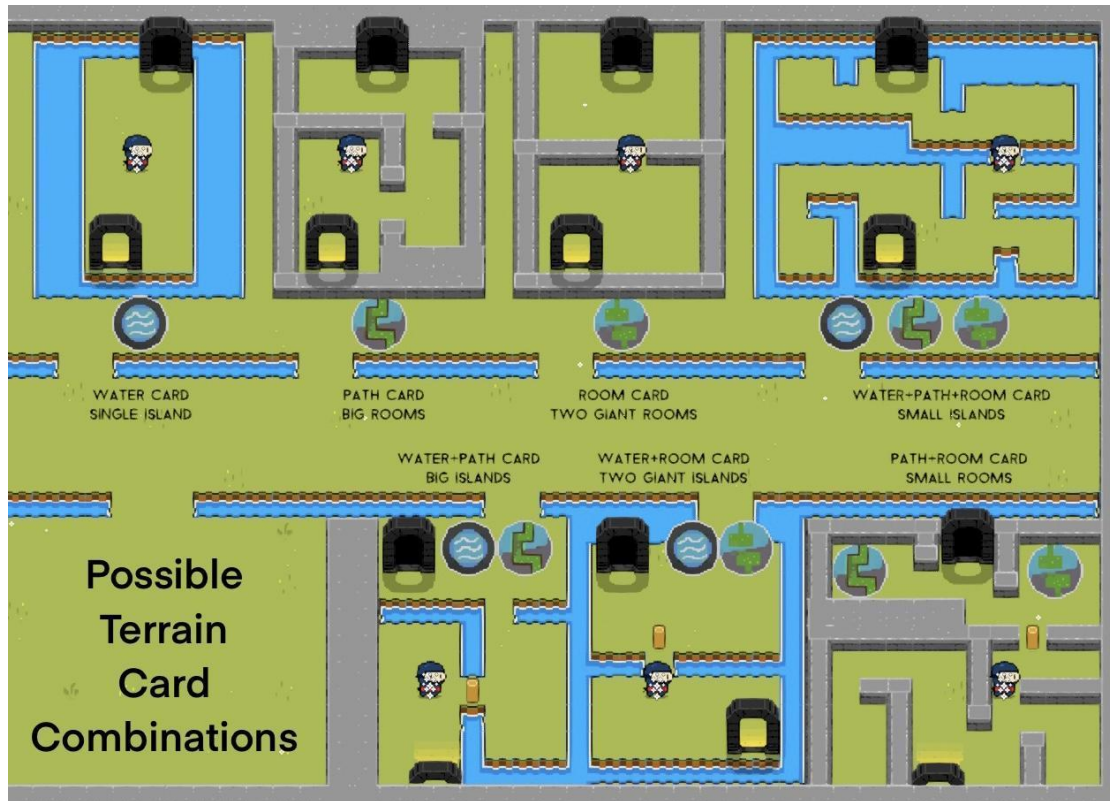 WATER CARD
SINGLE ISLAND
PATH CARD
BIG ROOMS
ROOM CARD
TWO GIANT ROOMS
WATER+PATH+ROOM CARD
SMALL ISLANDS
WATER+PATH CARD
BIG ISLANDS
WATER+ROOM CARD
TWO GIANT ISLANDS
PATH+ROOM CARD
SMALL ROOMS
Possible
Terrain
Card
Combinations